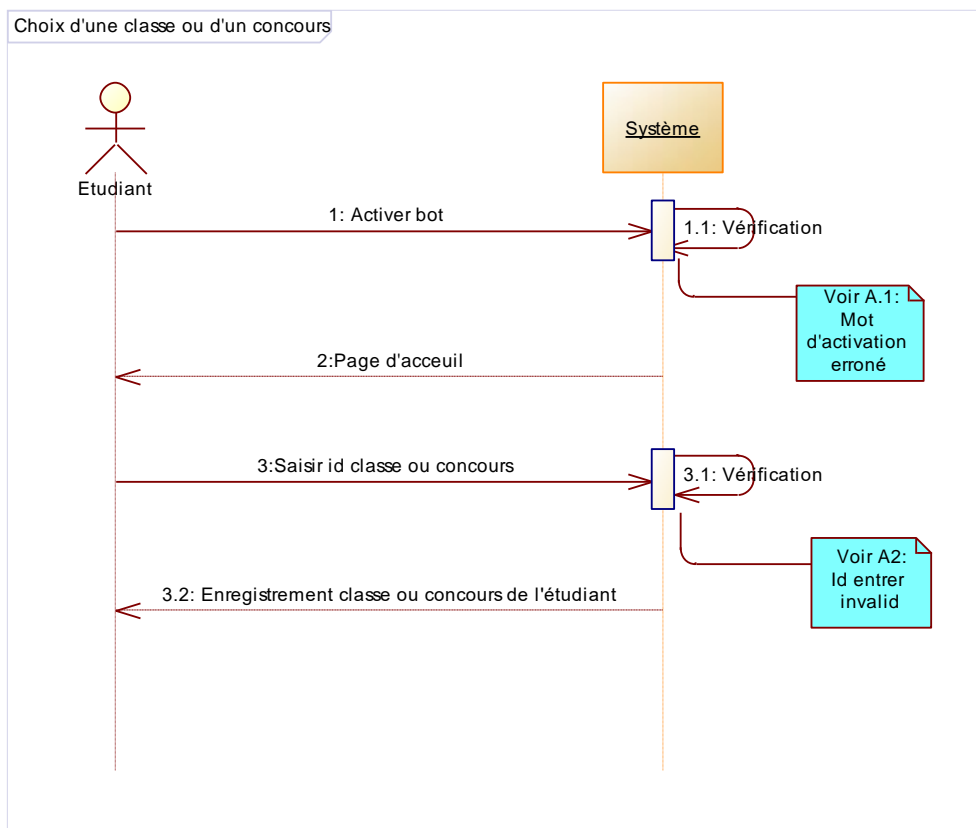 Choix d'une classe ou d'un concours
Système
Etudiant
1: Activer bot
1.1: Vérification
Voir A.1:
Mot
d'activation
erroné
2:Page d'acceuil
3:Saisir id classe ou concours
3.1: Vérification
Voir A2:
Id entrer
invalid
3.2: Enregistrement classe ou concours de l'étudiant